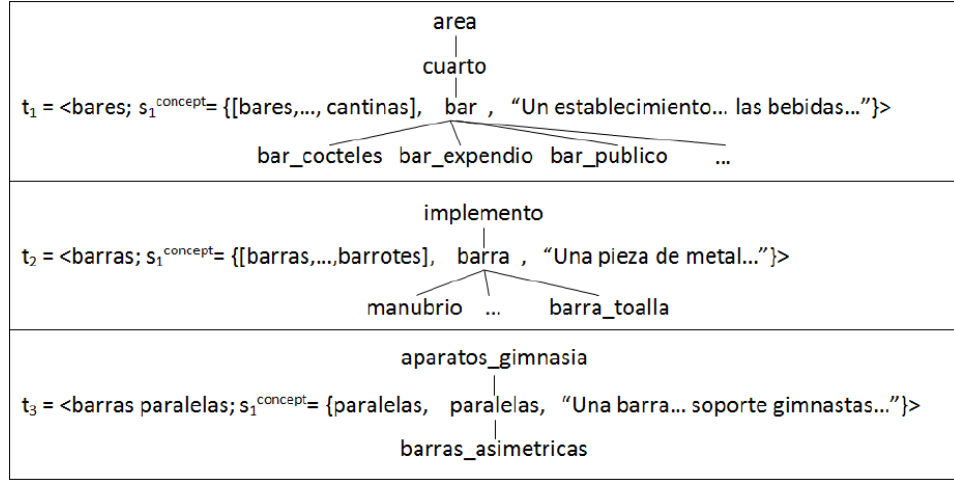 area
cuarto
t₁ = <bares; s₁ᶜᵒⁿᶜᵉᵖᵗ= {[bares,..., cantinas], bar , “Un establecimiento... las bebidas...”}>
bar_cocteles bar_expendio bar_publico ...
implemento
t₂ = <barras; s₁ᶜᵒⁿᶜᵉᵖᵗ= {[barras,...,barrotes], barra , “Una pieza de metal...”}>
manubrio ... barra_toalla
aparatos_gimnasia
t₃ = <barras paralelas; s₁ᶜᵒⁿᶜᵉᵖᵗ= {paralelas, paralelas, “Una barra... soporte gimnastas...”}>
barras_asimetricas